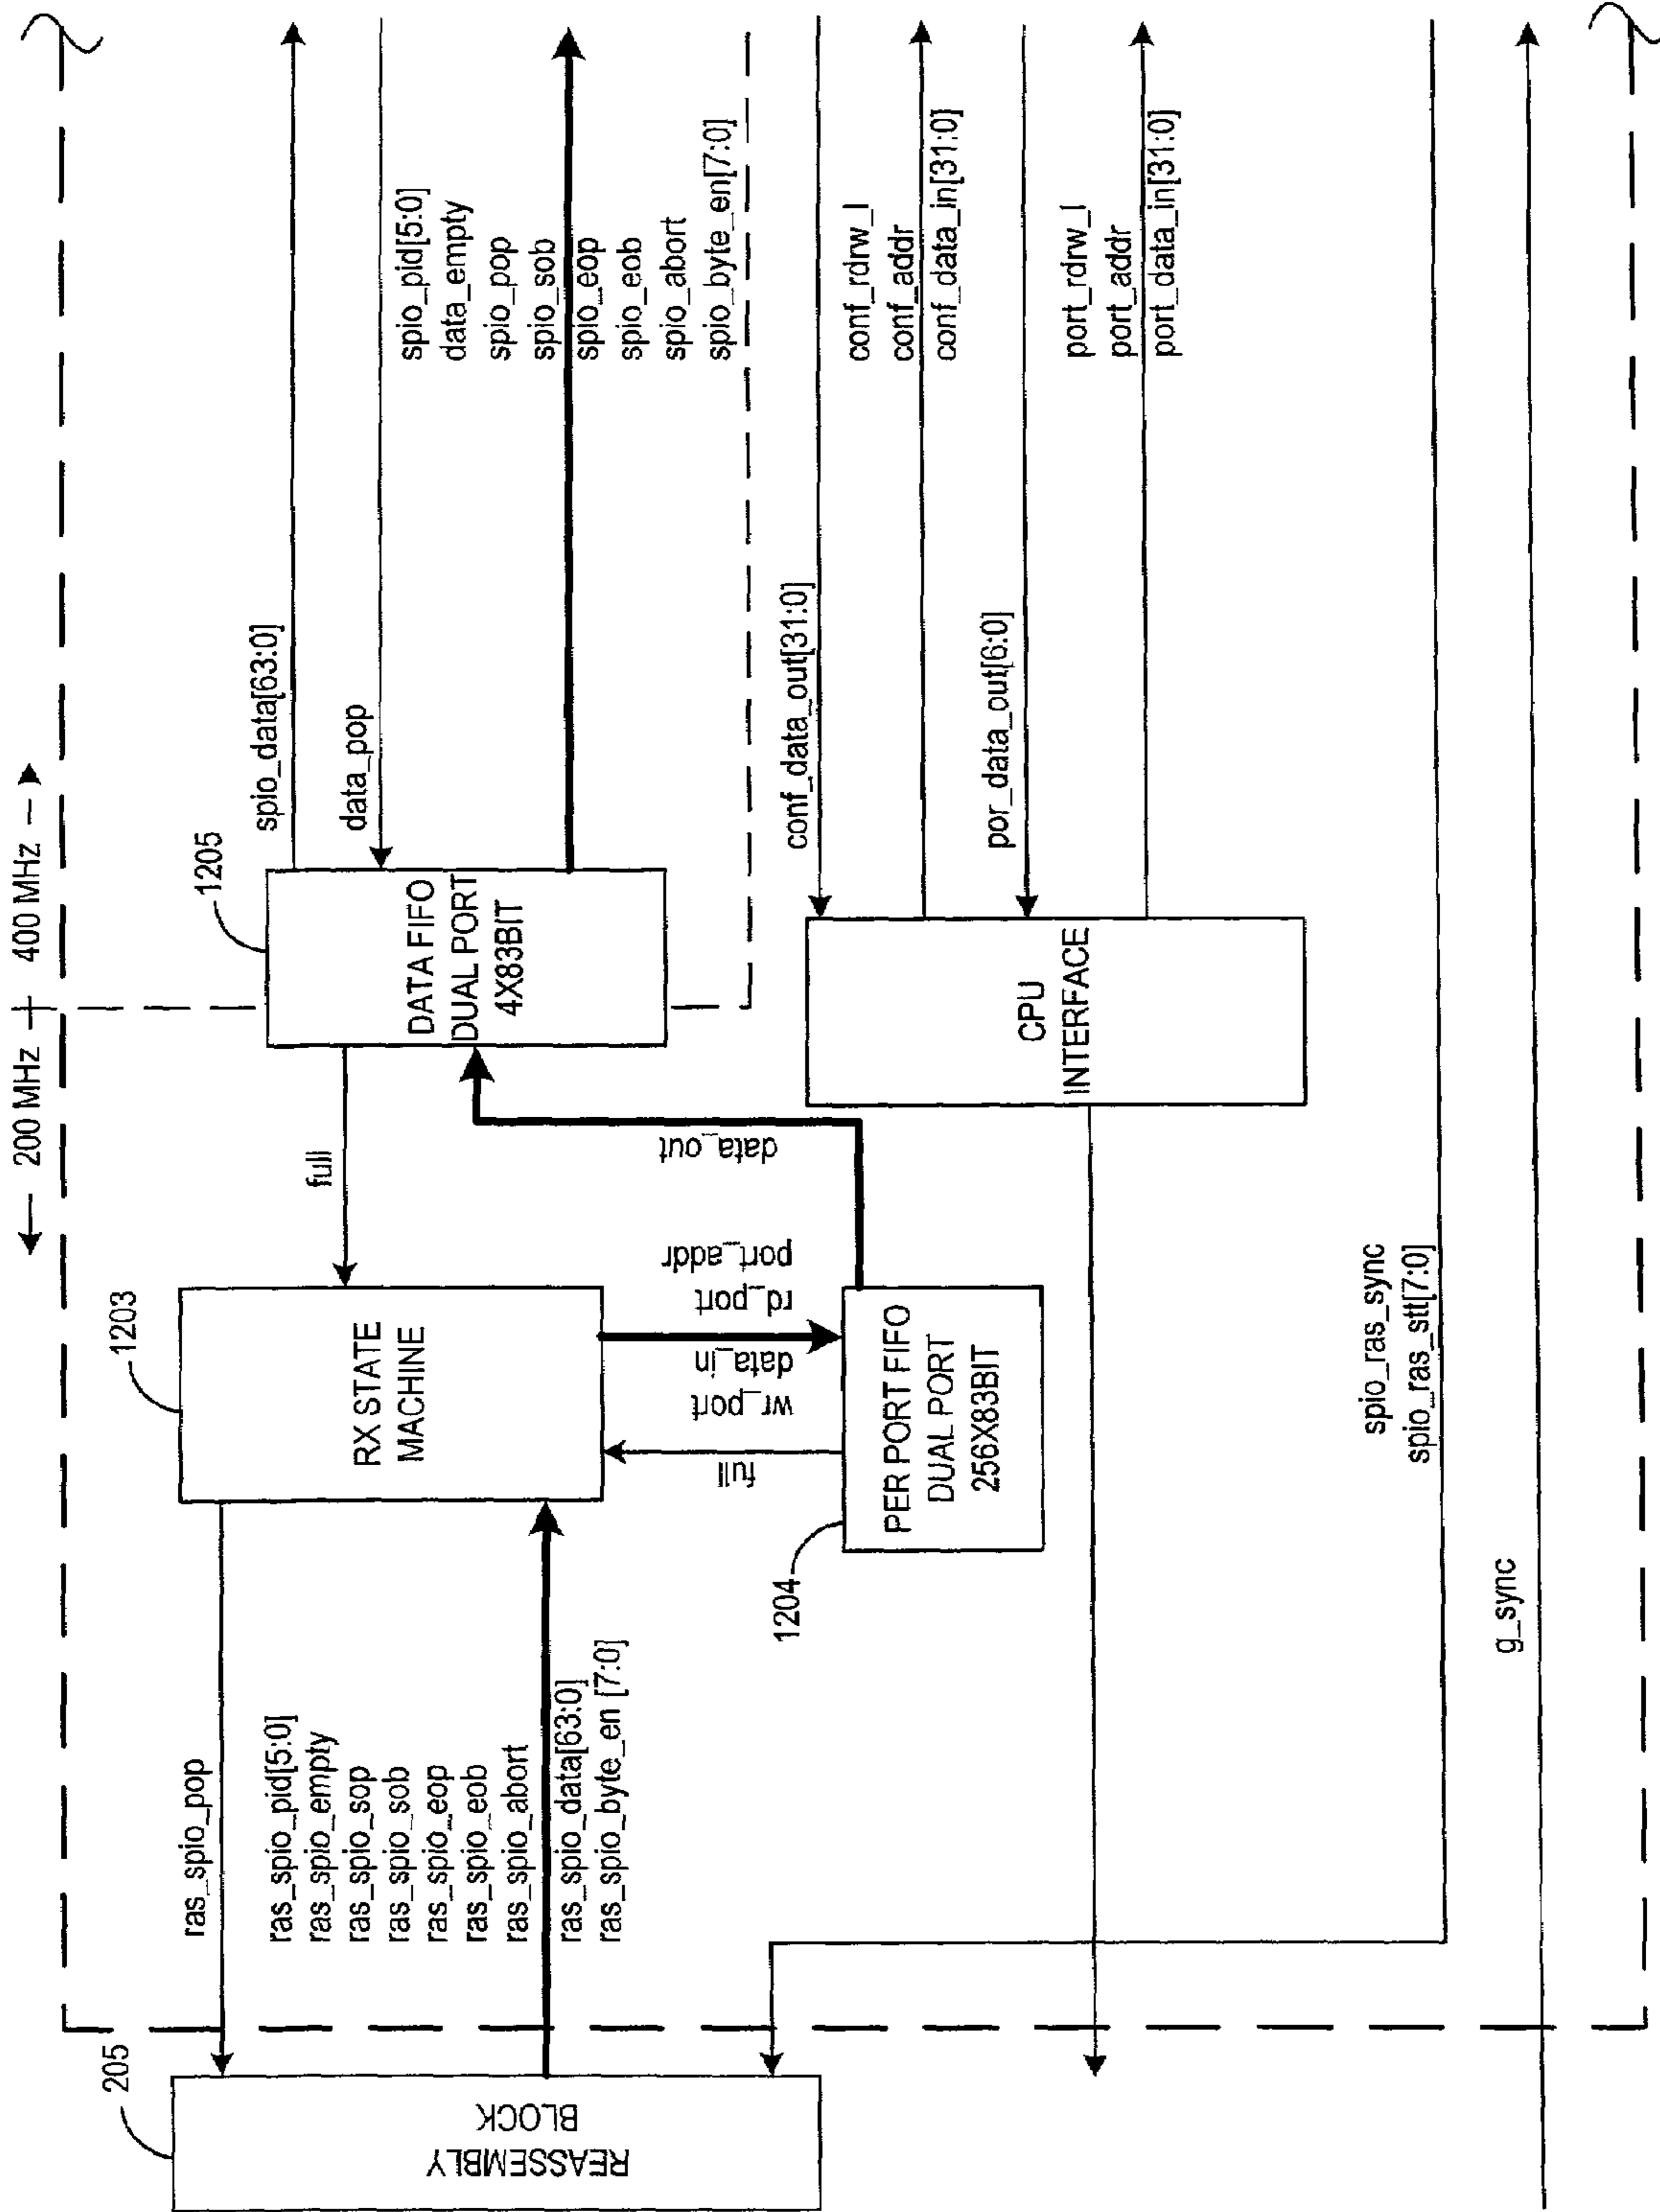 ← 200 MHz + 400 MHz →
205
REASSEMBLY
BLOCK
ras_spio_pop
ras_spio_pid[5:0]
ras_spio_empty
ras_spio_sop
ras_spio_sob
ras_spio_eop
ras_spio_eob
ras_spio_abort
ras_spio_data[63:0]
ras_spio_byte_en [7:0]
1203
RX STATE
MACHINE
full
wr_port
data_in
rd_port
port_addr
full
1204
PER PORT FIFO
DUAL PORT
256X83BIT
data_out
1205
DATA FIFO
DUAL PORT
4X83BIT
spio_data[63:0]
data_pop
spio_pid[5:0]
data_empty
spio_pop
spio_sob
spio_eop
spio_eob
spio_abort
spio_byte_en[7:0]
CPU
INTERFACE
conf_data_out[31:0]
conf_rdrw_l
conf_addr
conf_data_in[31:0]
por_data_out[6:0]
port_rdrw_l
port_addr
port_data_in[31:0]
spio_ras_sync
spio_ras_stt[7:0]
g_sync